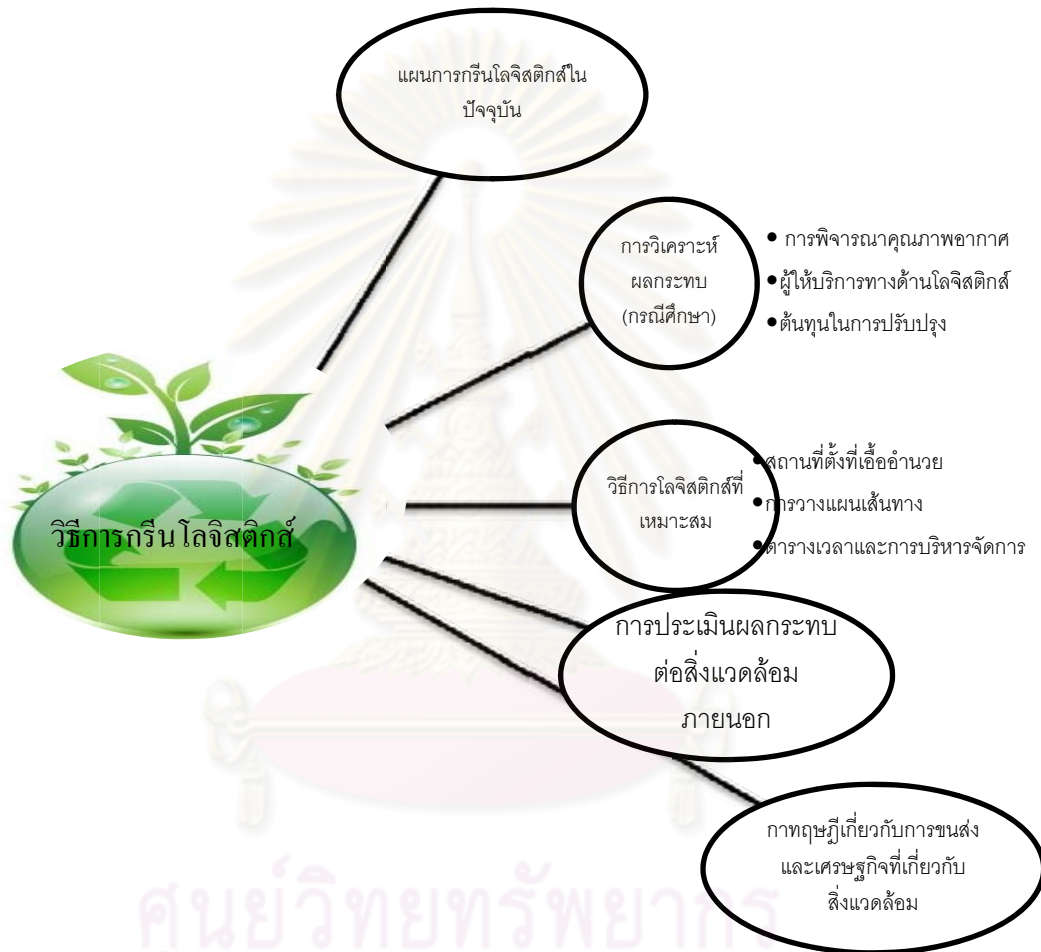 แผนการกรีนโลจิสติกส์ใน
ปัจจุบัน
การวิเคราะห์
ผลกระทบ
(กรณีศึกษา)
• การพิจารณาคุณภาพอากาศ
•ผู้ให้บริการทางด้านโลจิสติกส์
•ต้นทุนในการปรับปรุง
วิธีการโลจิสติกส์ที่
เหมาะสม
•สถานที่ตั้งที่เอื้ออำนวย
•การวางแผนเส้นทาง
•ตารางเวลาและการบริหารจัดการ
วิธีการกรีนโลจิสติกส์
การประเมินผลกระทบ
ต่อสิ่งแวดล้อม
ภายนอก
กาทฤษฎีเกี่ยวกับการขนส่ง
และเศรษฐกิจที่เกี่ยวกับ
สิ่งแวดล้อม
ศูนย์วิทยทรัพยากร